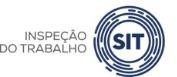 INSPEÇÃO
DO TRABALHO
SIT